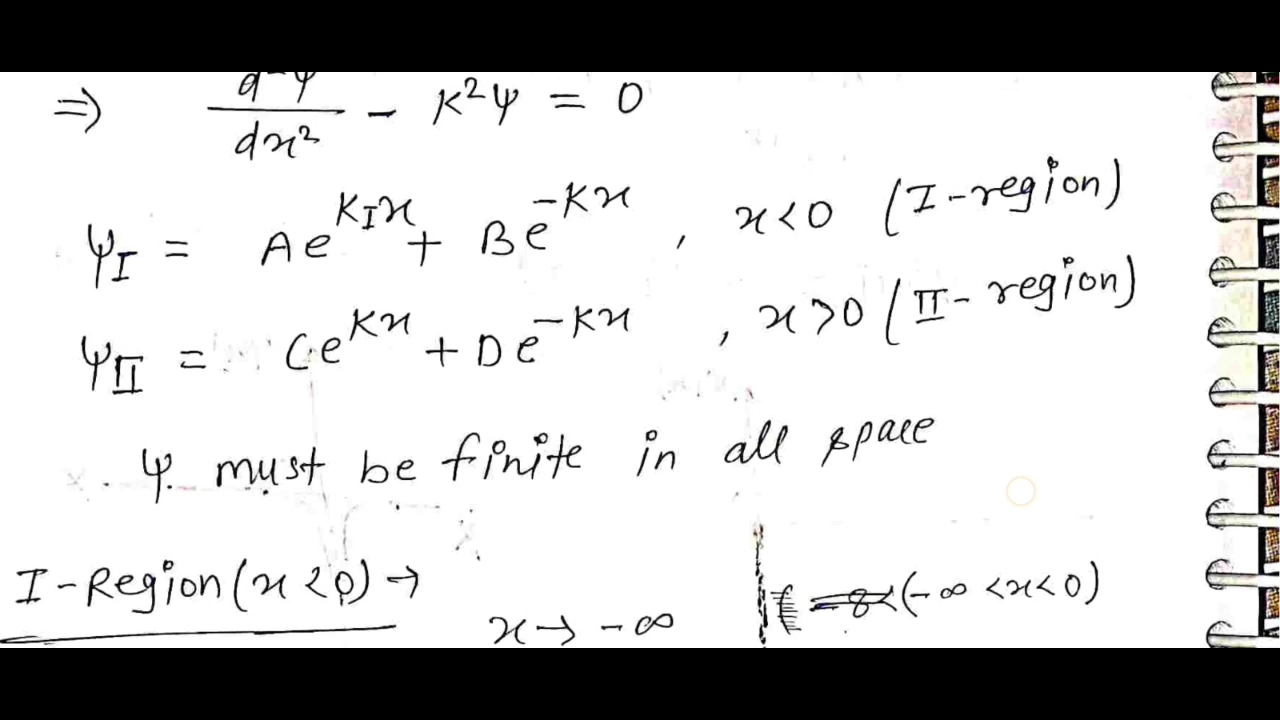 ⇒ d²ψ/dx² - K²ψ = 0
ψ_I = Ae^{K_I x} + Be^{-Kx} , x<0 (I-region)
ψ_II = Ce^{Kx} + De^{-Kx} , x>0 (II-region)
ψ must be finite in all space
I-Region (x<0) →
x → -∞ (-∞ <x<0)